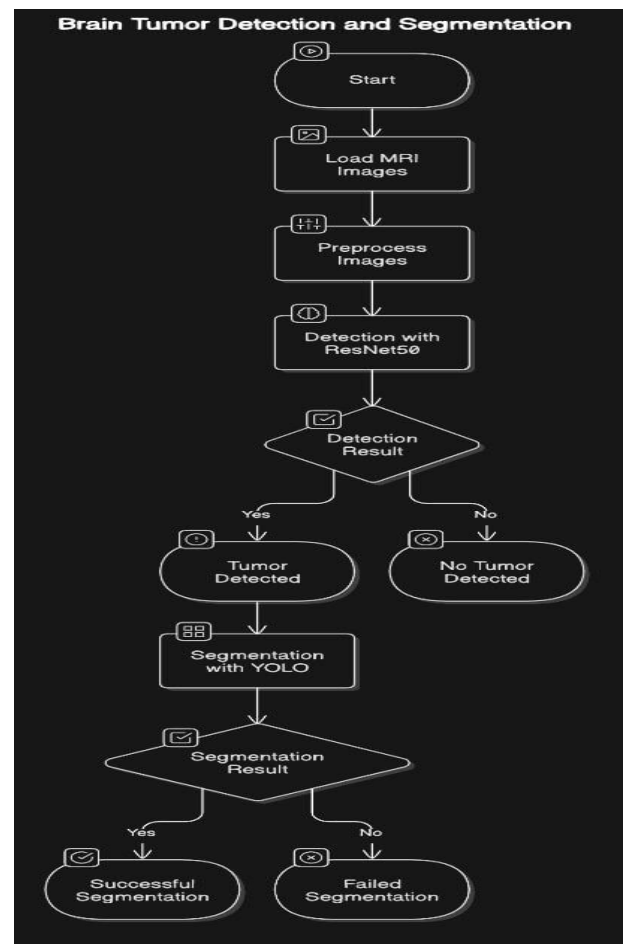 Brain Tumor Detection and Segmentation
Start
Load MRI
Images
Preprocess
Images
Detection with
ResNet50
Detection
Result
Yes
No
Tumor
Detected
No Tumor
Detected
Segmentation
with YOLO
Segmentation
Result
Yes
No
Successful
Segmentation
Failed
Segmentation